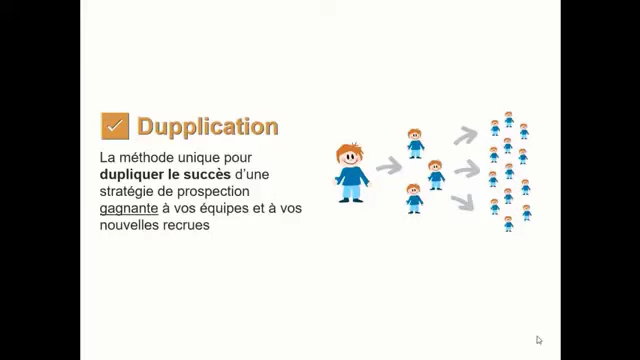 Dupplication
La méthode unique pour
dupliquer le succès d'une
stratégie de prospection
gagnante à vos équipes et à vos
nouvelles recrues